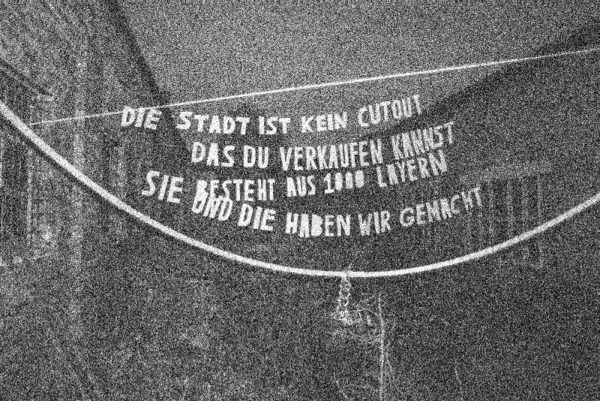 DIE STADT IST KEIN CUTOUT
DAS DU VERKAUFEN KANNST
SIE BESTEHT AUS 1000 LAYERN
UND DIE HABEN WIR GEMACHT